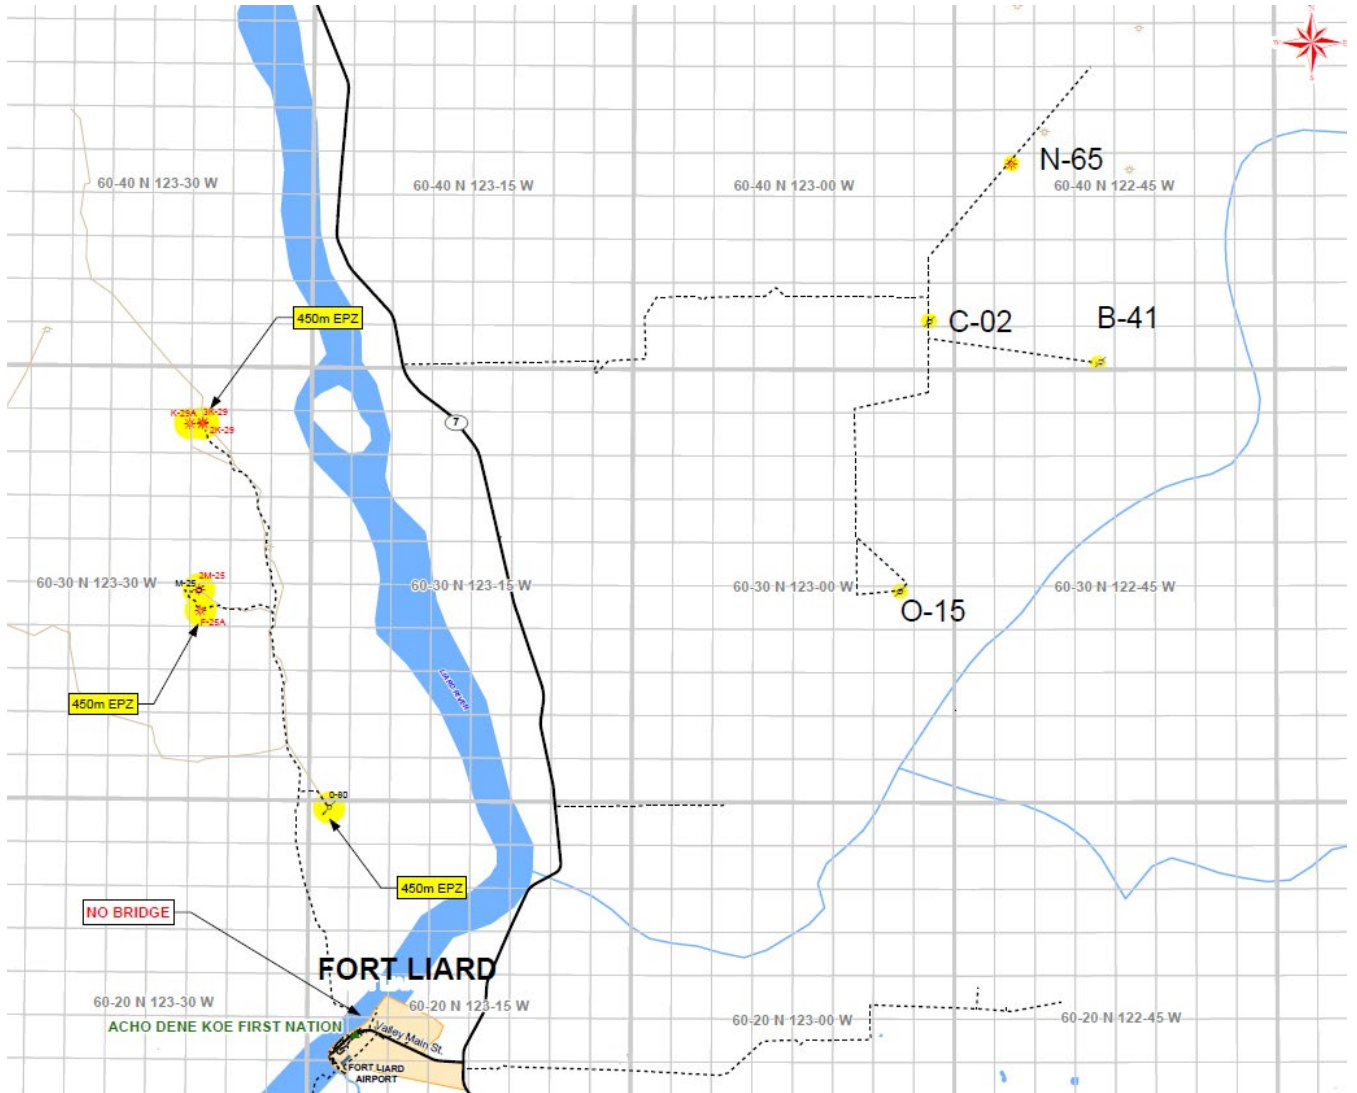 N
W
E
S
N-65
60-40 N 123-30 W
60-40 N 123-15 W
60-40 N 123-00 W
60-40 N 122-45 W
450m EPZ
C-02
B-41
K-29A
3K-29
2K-29
7
2M-25
M-25
60-30 N 123-30 W
60-30 N 123-15 W
60-30 N 123-00 W
60-30 N 122-45 W
F-25A
O-15
LIARD RIVER
450m EPZ
O-80
450m EPZ
NO BRIDGE
FORT LIARD
60-20 N 123-30 W
60-20 N 123-15 W
60-20 N 123-00 W
60-20 N 122-45 W
ACHO DENE KOE FIRST NATION
Valley Main St.
FORT LIARD
AIRPORT